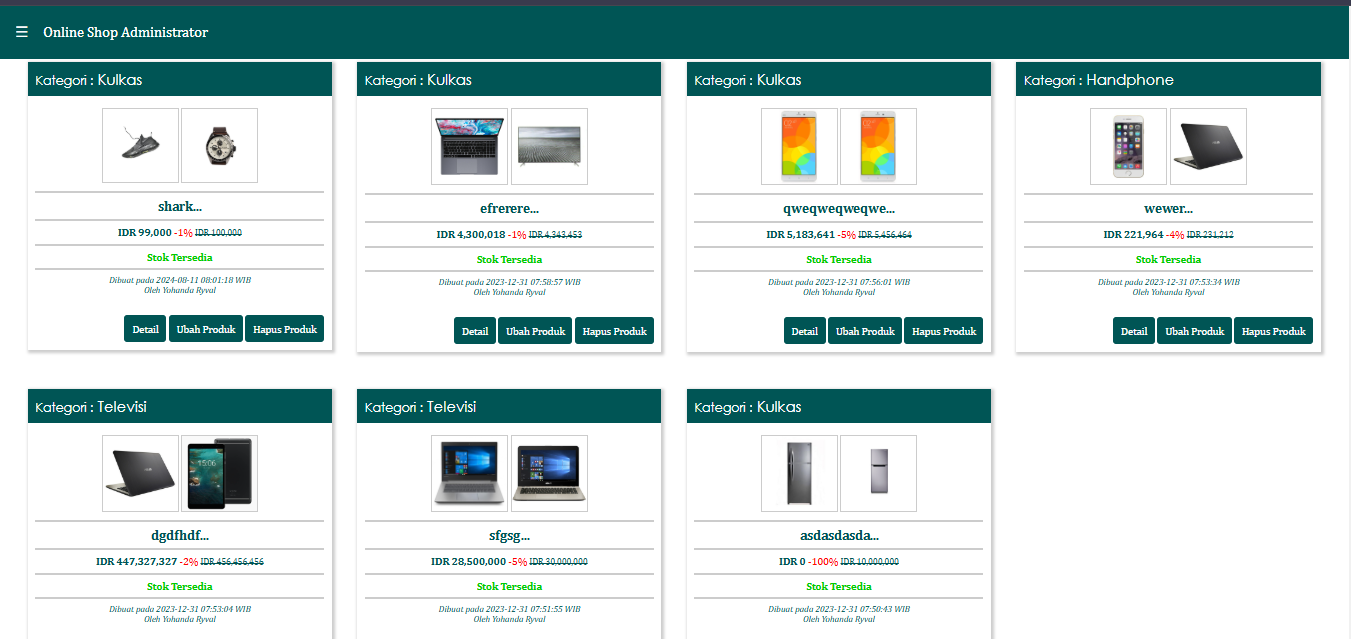 ☰ Online Shop Administrator
Kategori : Kulkas
shark...
IDR 99,000 -1% IDR 100,000
Stok Tersedia
Dibuat pada 2024-08-11 08:01:18 WIB
Oleh Yohanda Ryval
Detail Ubah Produk Hapus Produk
Kategori : Kulkas
efrerere...
IDR 4,300,018 -1% IDR 4,343,453
Stok Tersedia
Dibuat pada 2023-12-31 07:58:57 WIB
Oleh Yohanda Ryval
Detail Ubah Produk Hapus Produk
Kategori : Kulkas
qweqweqweqwe...
IDR 5,183,641 -5% IDR 5,456,464
Stok Tersedia
Dibuat pada 2023-12-31 07:56:01 WIB
Oleh Yohanda Ryval
Detail Ubah Produk Hapus Produk
Kategori : Handphone
wewer...
IDR 221,964 -4% IDR 231,212
Stok Tersedia
Dibuat pada 2023-12-31 07:53:34 WIB
Oleh Yohanda Ryval
Detail Ubah Produk Hapus Produk
Kategori : Televisi
15:06
dgdfhdf...
IDR 447,327,327 -2% IDR 456,456,456
Stok Tersedia
Dibuat pada 2023-12-31 07:53:04 WIB
Oleh Yohanda Ryval
Kategori : Televisi
sfgsg...
IDR 28,500,000 -5% IDR 30,000,000
Stok Tersedia
Dibuat pada 2023-12-31 07:51:55 WIB
Oleh Yohanda Ryval
Kategori : Kulkas
asdasdasda...
IDR 0 -100% IDR 10,000,000
Stok Tersedia
Dibuat pada 2023-12-31 07:50:43 WIB
Oleh Yohanda Ryval